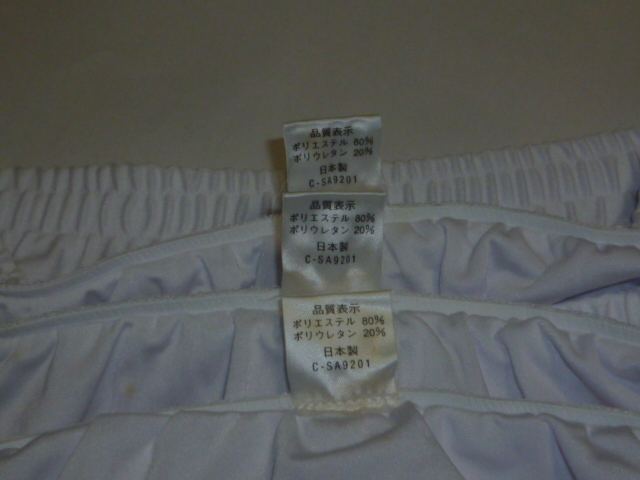 品質表示
ポリエステル 80%
ポリウレタン 20%
日本製
C-SA9201
品質表示
ポリエステル 80%
ポリウレタン 20%
日本製
C-SA9201
品質表示
ポリエステル 80%
ポリウレタン 20%
日本製
C-SA9201